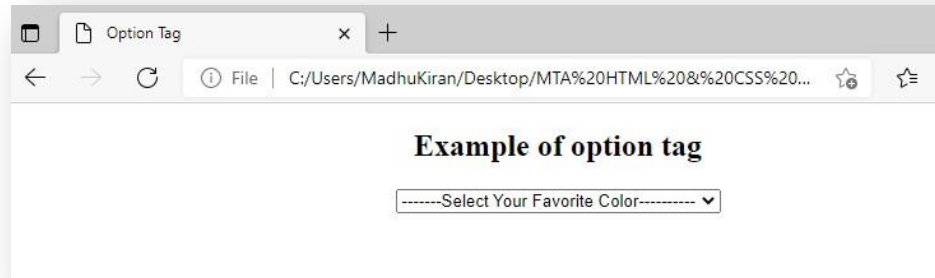 Option Tag
File | C:/Users/MadhuKiran/Desktop/MTA%20HTML%20&%20CSS%20...
Example of option tag
-------Select Your Favorite Color----------